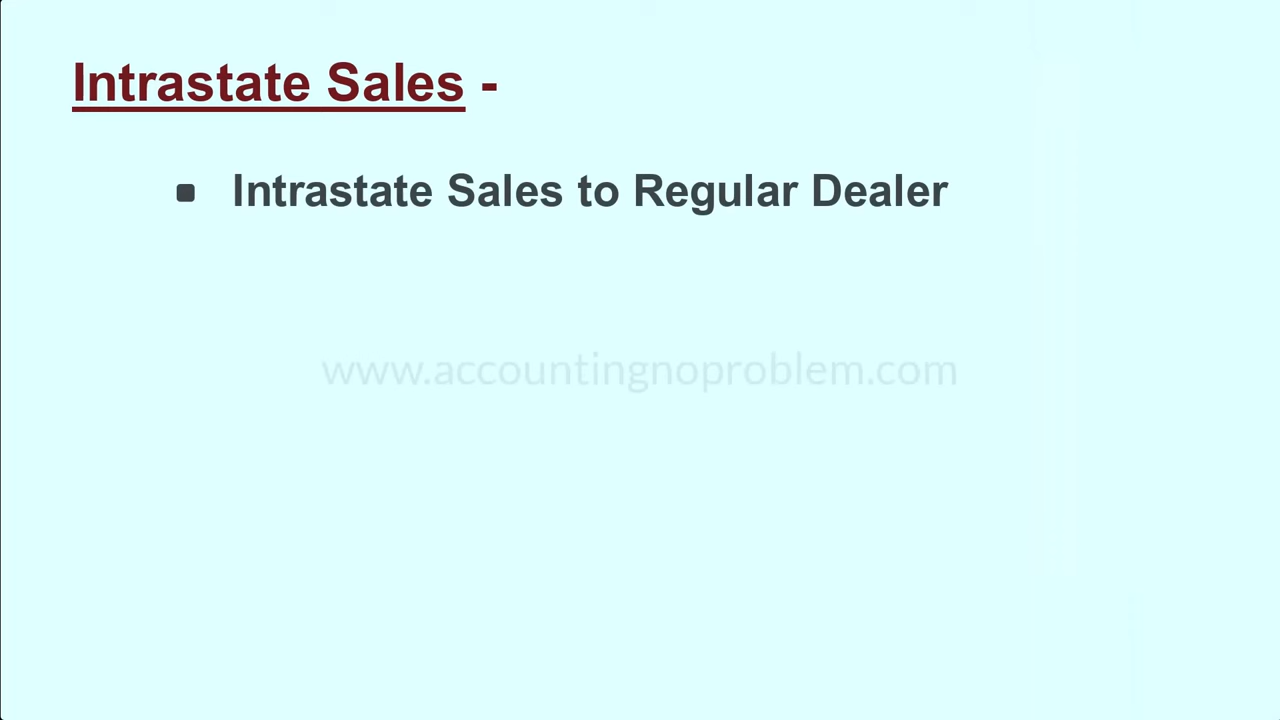 Intrastate Sales -
▪ Intrastate Sales to Regular Dealer
www.accountingnoproblem.com